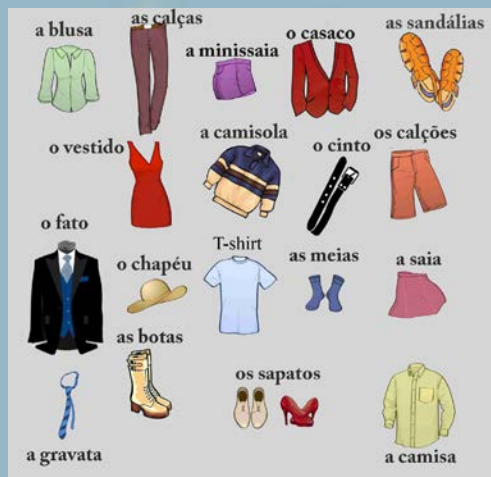 a blusa
as calças
a minissaia
o casaco
as sandálias
o vestido
a camisola
o cinto
os calções
o fato
o chapéu
T-shirt
as meias
a saia
as botas
os sapatos
a gravata
a camisa